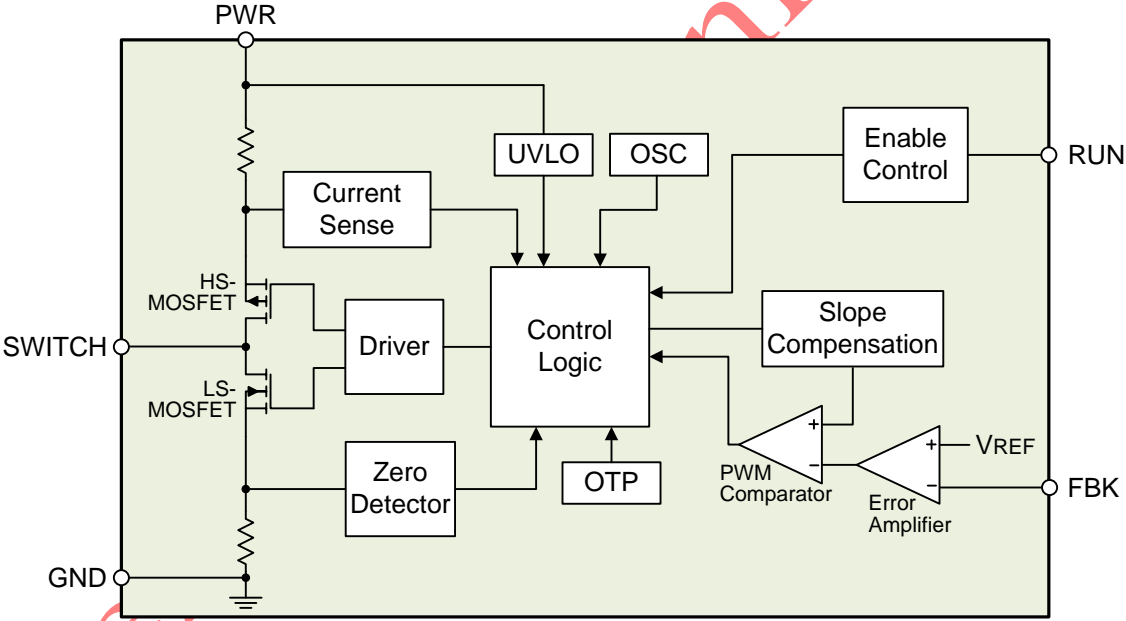 PWR
UVLO
OSC
Enable
Control
RUN
Current
Sense
HS-
MOSFET
SWITCH
Driver
Control
Logic
Slope
Compensation
LS-
MOSFET
+
−
PWM
Comparator
+
−
VREF
Error
Amplifier
FBK
Zero
Detector
OTP
GND